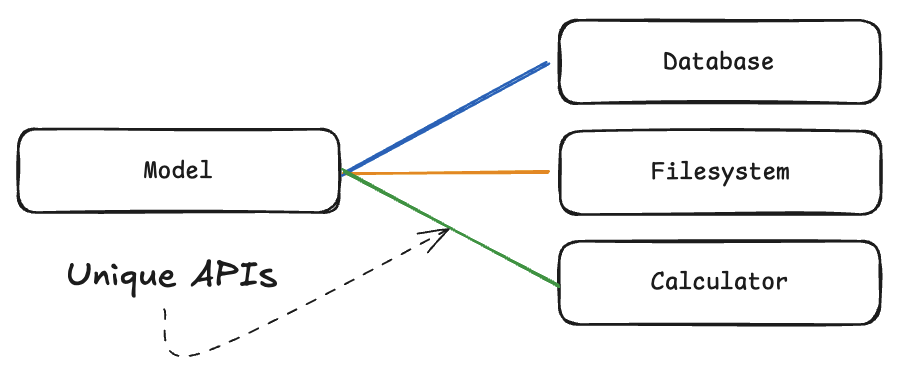 Database
Model
Filesystem
Unique APIs
Calculator